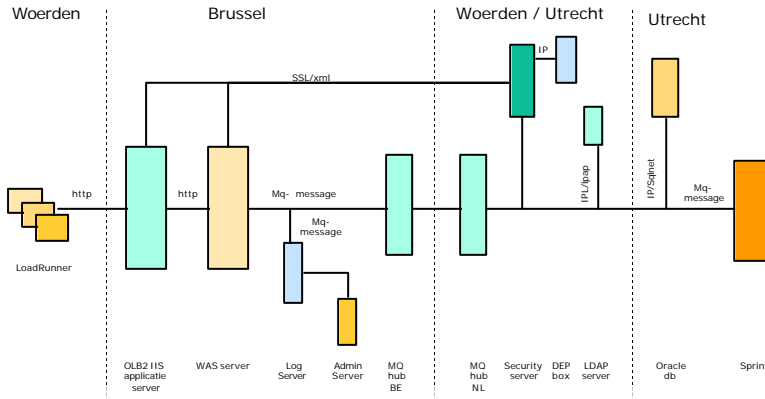 Woerden
Brussel
Woerden / Utrecht
Utrecht
IP
SSL/xml
http
http
Mq- message
Mq-
message
IPL/lpap
IP/Sqlnet
Mq-
message
LoadRunner
OLB2 IIS
applicatie
server
WAS server
Log
Server
Admin
Server
MQ
hub
BE
MQ
hub
NL
Security
server
DEP
box
LDAP
server
Oracle
db
Sprin